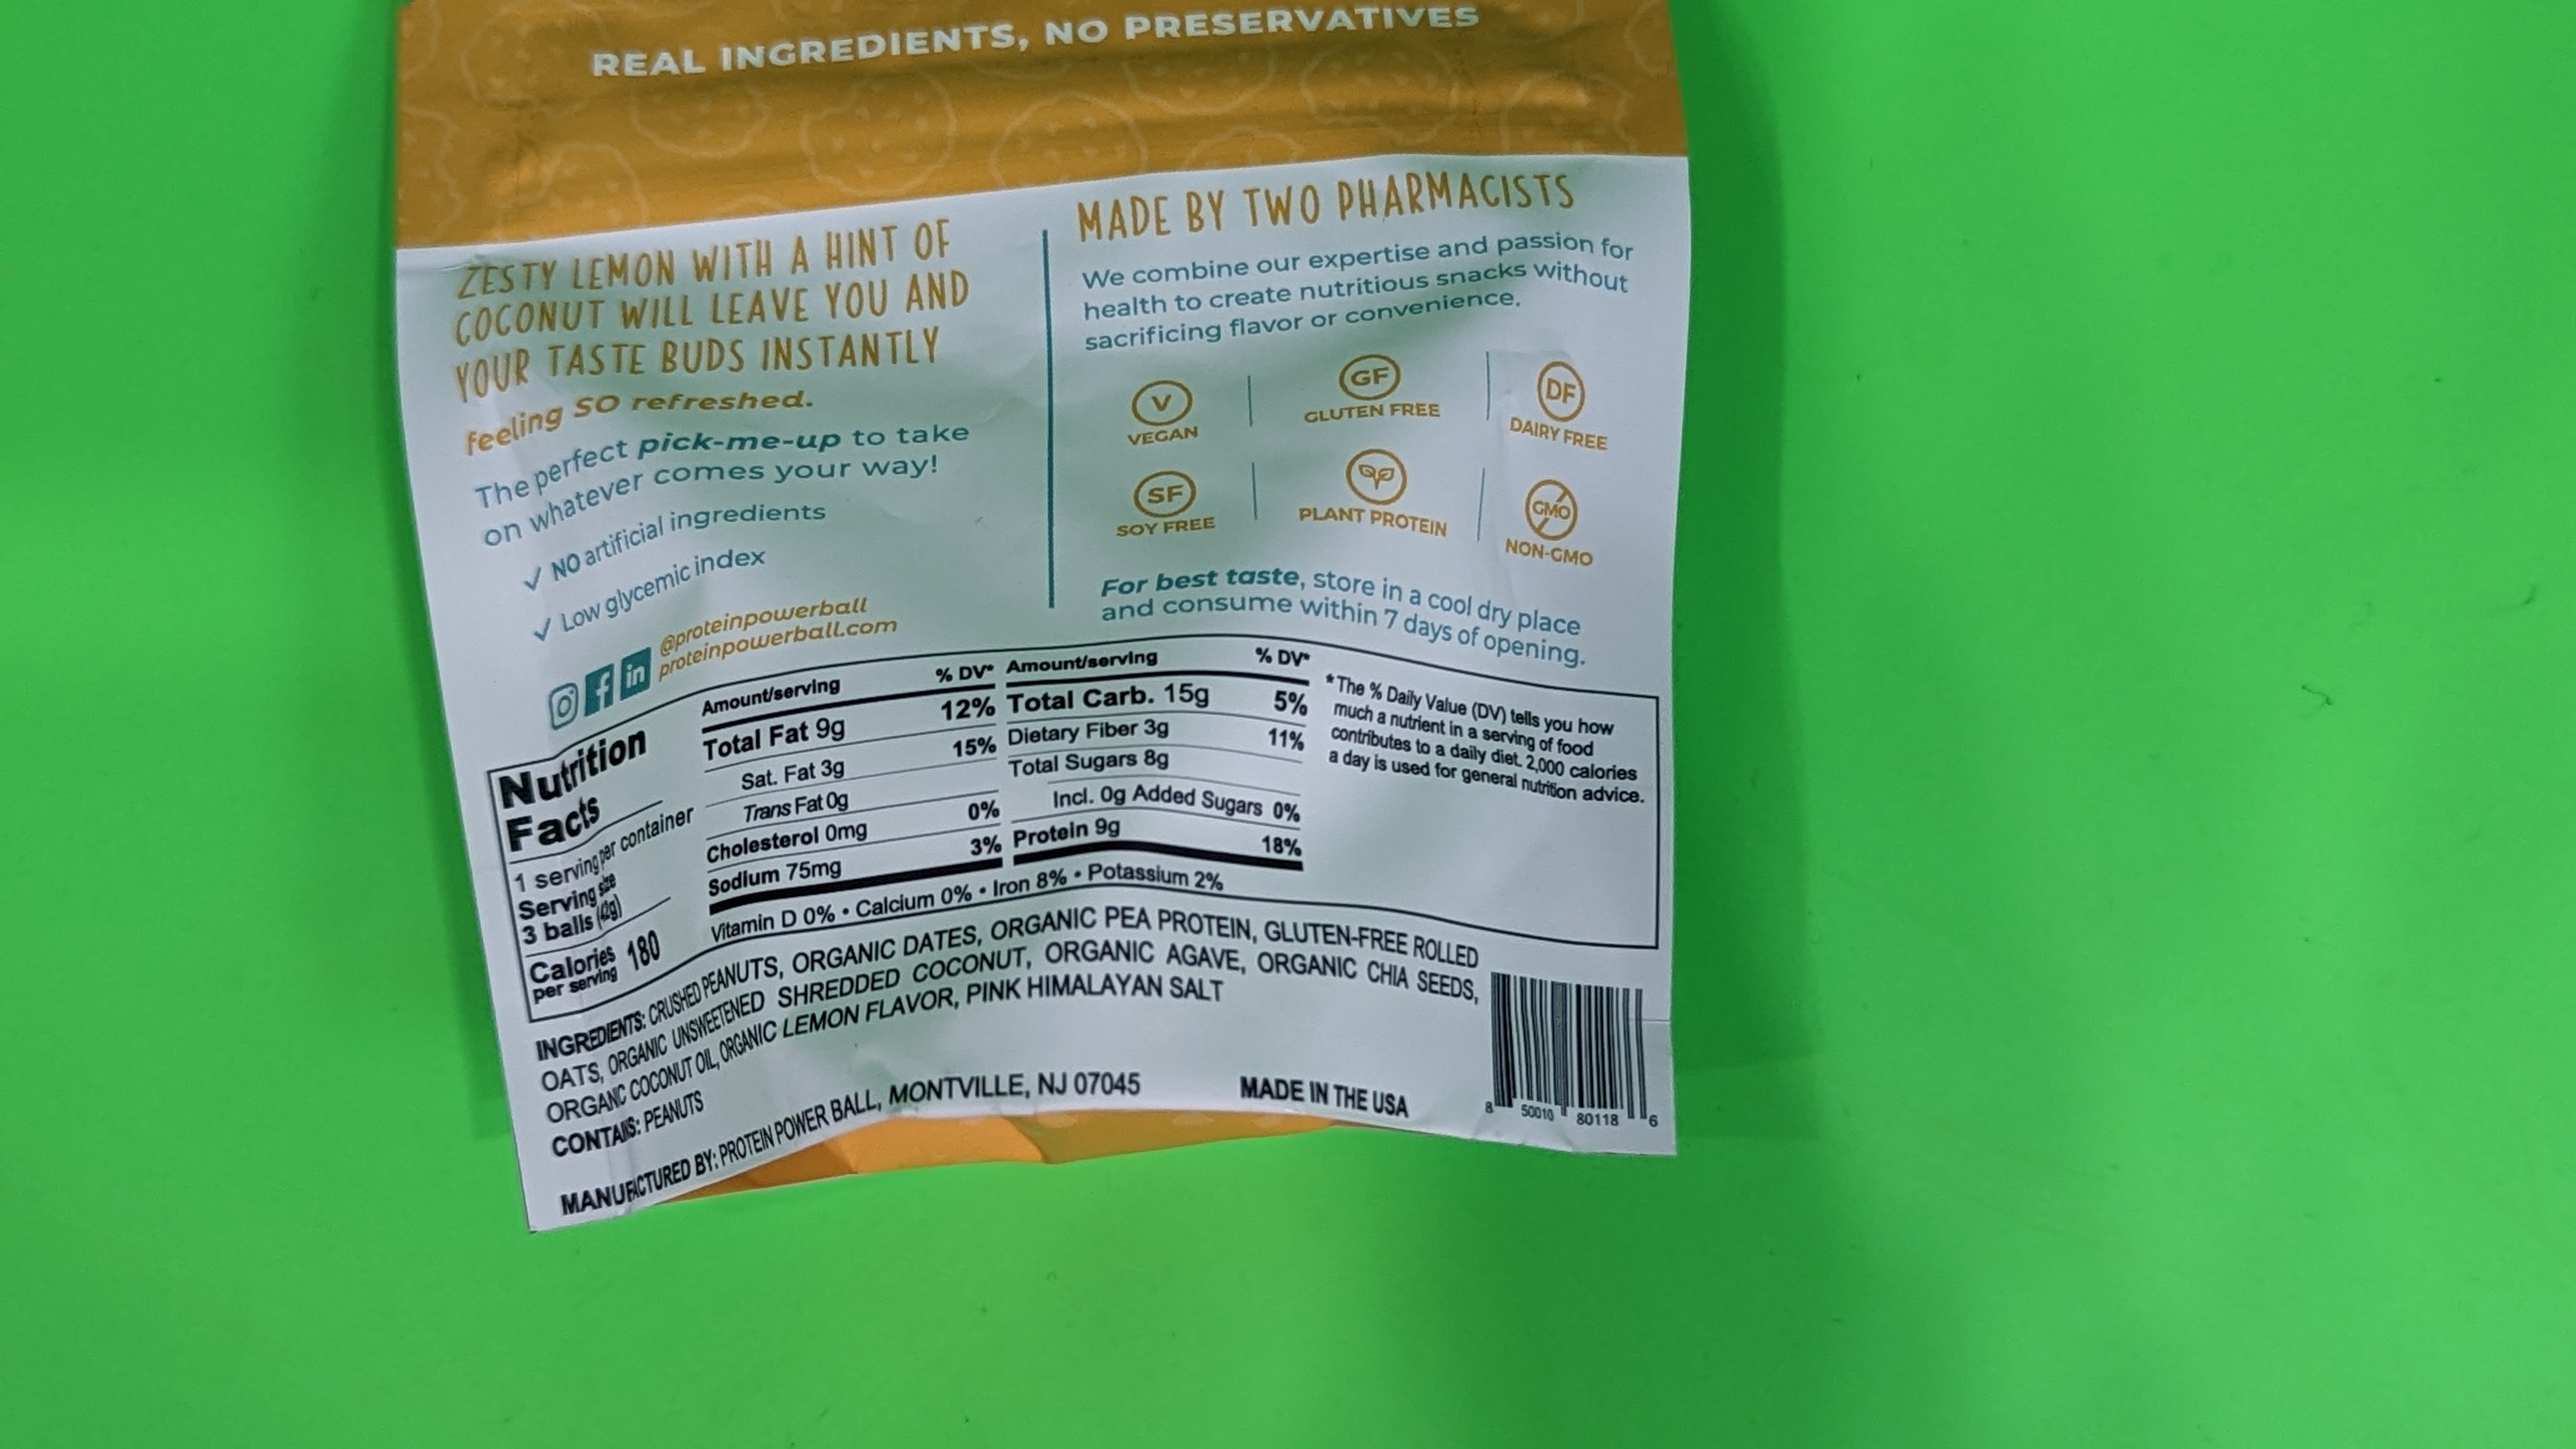 REAL INGREDIENTS, NO PRESERVATIVES
ZESTY LEMON WITH A HINT OF
COCONUT WILL LEAVE YOU AND
YOUR TASTE BUDS INSTANTLY
feeling SO refreshed.
The perfect pick-me-up to take
on whatever comes your way!
✓ NO artificial ingredients
✓ Low glycemic index
@proteinpowerball
proteinpowerball.com
MADE BY TWO PHARMACISTS
We combine our expertise and passion for
health to create nutritious snacks without
sacrificing flavor or convenience.
V
VEGAN
GF
GLUTEN FREE
DF
DAIRY FREE
SF
SOY FREE
PLANT PROTEIN
GMO
NON-GMO
For best taste, store in a cool dry place
and consume within 7 days of opening.
Nutrition
Facts
1 serving per container
Serving size
3 balls (42g)
Calories
per serving
180
Amount/serving % DV*
Total Fat 9g 12%
Sat. Fat 3g 15%
Trans Fat 0g
Cholesterol 0mg 0%
Sodium 75mg 3%
Amount/serving % DV*
Total Carb. 15g 5%
Dietary Fiber 3g 11%
Total Sugars 8g
Incl. 0g Added Sugars 0%
Protein 9g 18%
Vitamin D 0% • Calcium 0% • Iron 8% • Potassium 2%
*The % Daily Value (DV) tells you how
much a nutrient in a serving of food
contributes to a daily diet. 2,000 calories
a day is used for general nutrition advice.
INGREDIENTS: CRUSHED PEANUTS, ORGANIC DATES, ORGANIC PEA PROTEIN, GLUTEN-FREE ROLLED
OATS, ORGANIC UNSWEETENED SHREDDED COCONUT, ORGANIC AGAVE, ORGANIC CHIA SEEDS,
ORGANIC COCONUT OIL, ORGANIC LEMON FLAVOR, PINK HIMALAYAN SALT
CONTAINS: PEANUTS
MANUFACTURED BY: PROTEIN POWER BALL, MONTVILLE, NJ 07045
MADE IN THE USA
8 50010 80118 6